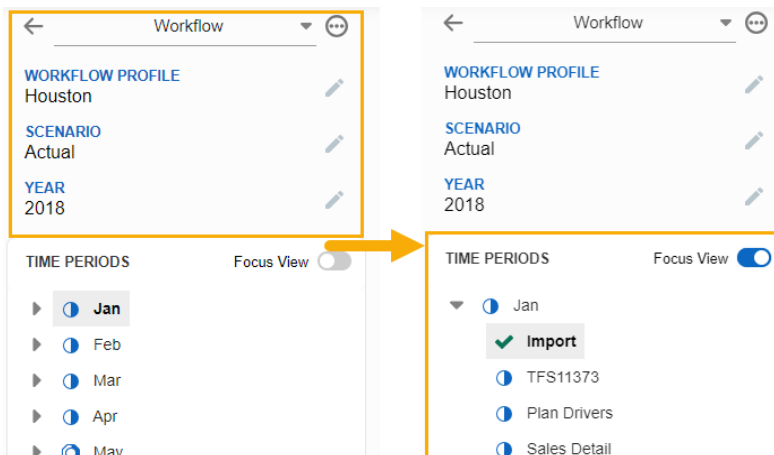 Workflow
WORKFLOW PROFILE
Houston
SCENARIO
Actual
YEAR
2018
TIME PERIODS Focus View
Jan
Feb
Mar
Apr
May
Workflow
WORKFLOW PROFILE
Houston
SCENARIO
Actual
YEAR
2018
TIME PERIODS Focus View
Jan
Import
TFS11373
Plan Drivers
Sales Detail